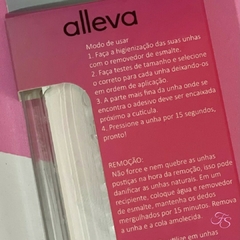 alleva
Modo de usar
1. Faça a higienização das suas unhas
com o removedor de esmalte.
2. Faça testes de tamanho e selecione
o correto para cada unha deixando-os
em ordem de aplicação.
3. A parte mais fina da unha onde se
encontra o adesivo deve ser encaixada
próximo a cutícula.
4. Pressione a unha por 15 segundos,
pronto!
REMOÇÃO:
Não force e nem quebre as unhas
postiças na hora da remoção, isso pode
danificar as unhas naturais. Em um
recipiente, coloque água e removedor
de esmalte, mantenha os dedos
mergulhados por 15 minutos. Remova
a unha e a cola amolecida.
em unhas